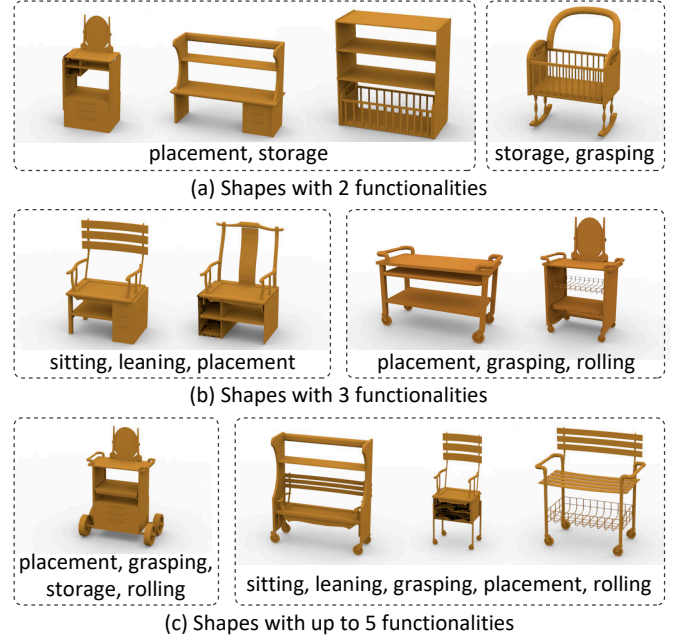 placement, storage
storage, grasping
(a) Shapes with 2 functionalities
sitting, leaning, placement
placement, grasping, rolling
(b) Shapes with 3 functionalities
placement, grasping,
storage, rolling
sitting, leaning, grasping, placement, rolling
(c) Shapes with up to 5 functionalities